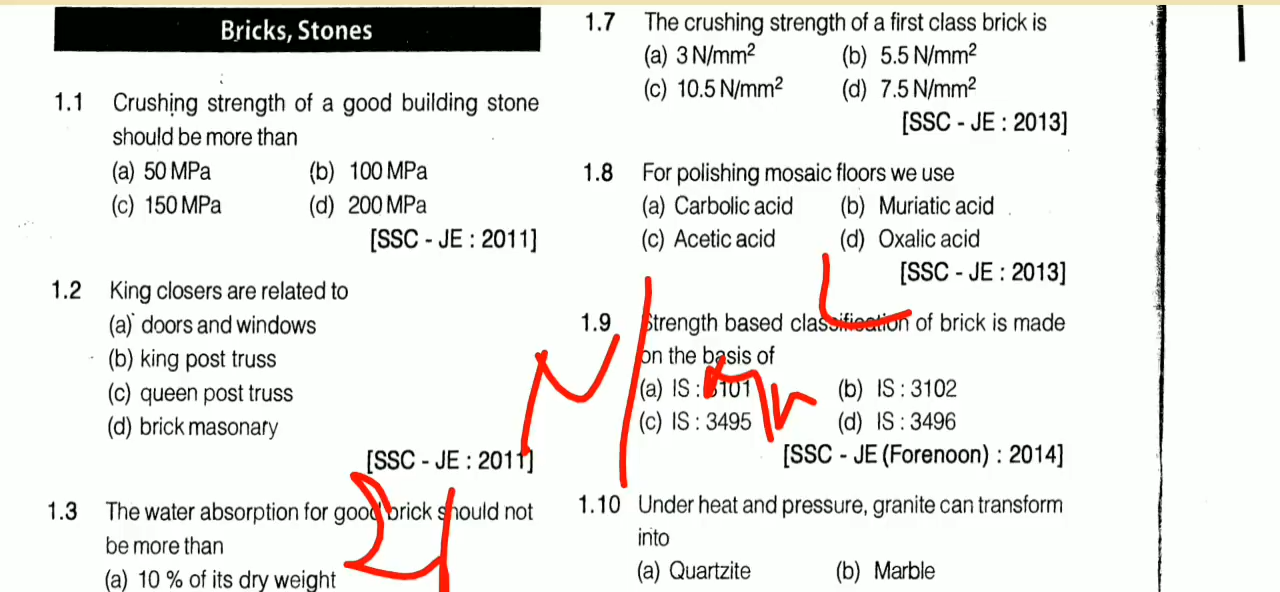 Bricks, Stones
1.1 Crushing strength of a good building stone
should be more than
(a) 50 MPa (b) 100 MPa
(c) 150 MPa (d) 200 MPa
[SSC - JE : 2011]
1.2 King closers are related to
(a) doors and windows
(b) king post truss
(c) queen post truss
(d) brick masonary
[SSC - JE : 2011]
1.3 The water absorption for good brick should not
be more than
(a) 10 % of its dry weight
1.7 The crushing strength of a first class brick is
(a) 3 N/mm² (b) 5.5 N/mm²
(c) 10.5 N/mm² (d) 7.5 N/mm²
[SSC - JE : 2013]
1.8 For polishing mosaic floors we use
(a) Carbolic acid (b) Muriatic acid
(c) Acetic acid (d) Oxalic acid
[SSC - JE : 2013]
1.9 Strength based classification of brick is made
on the basis of
(a) IS : 3101 (b) IS : 3102
(c) IS : 3495 (d) IS : 3496
[SSC - JE (Forenoon) : 2014]
1.10 Under heat and pressure, granite can transform
into
(a) Quartzite (b) Marble